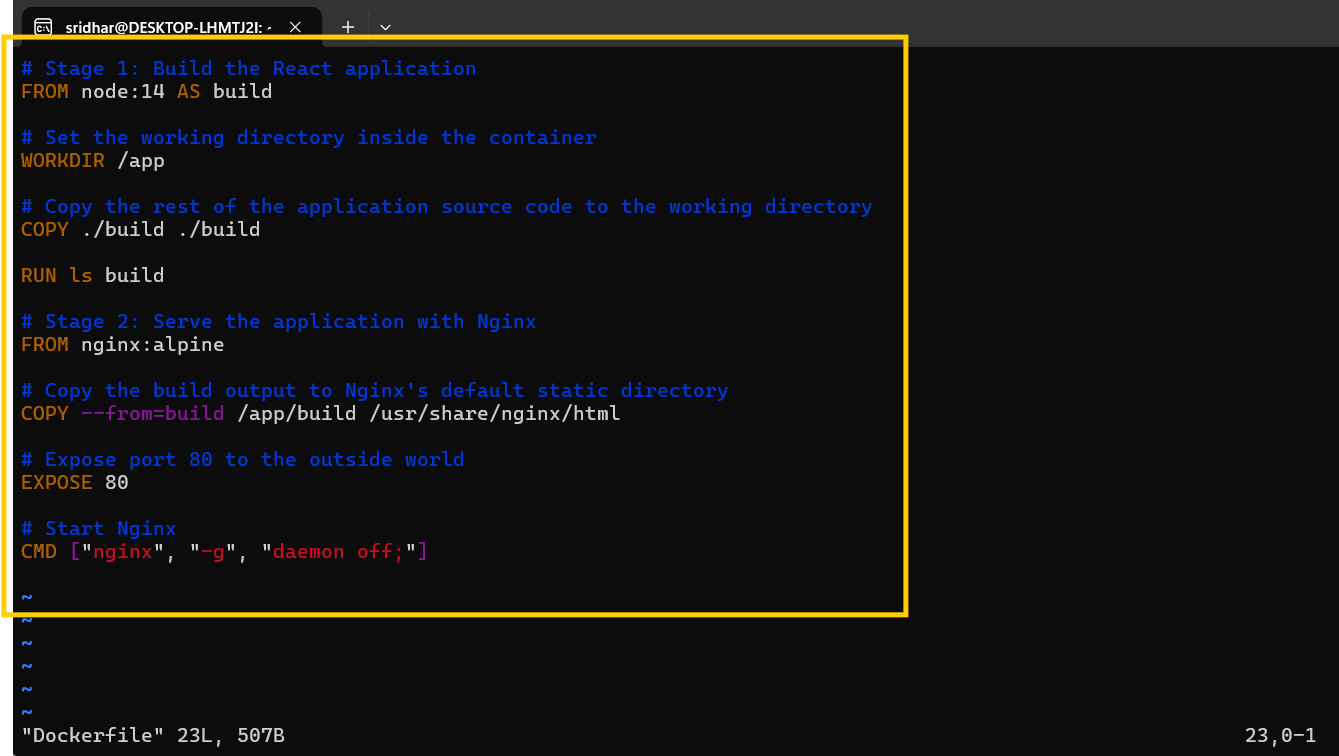 sridhar@DESKTOP-LHMTJ2I: ~
# Stage 1: Build the React application
FROM node:14 AS build
# Set the working directory inside the container
WORKDIR /app
# Copy the rest of the application source code to the working directory
COPY ./build ./build
RUN ls build
# Stage 2: Serve the application with Nginx
FROM nginx:alpine
# Copy the build output to Nginx's default static directory
COPY --from=build /app/build /usr/share/nginx/html
# Expose port 80 to the outside world
EXPOSE 80
# Start Nginx
CMD ["nginx", "-g", "daemon off;"]
~
~
~
~
~
~
"Dockerfile" 23L, 507B 23,0-1